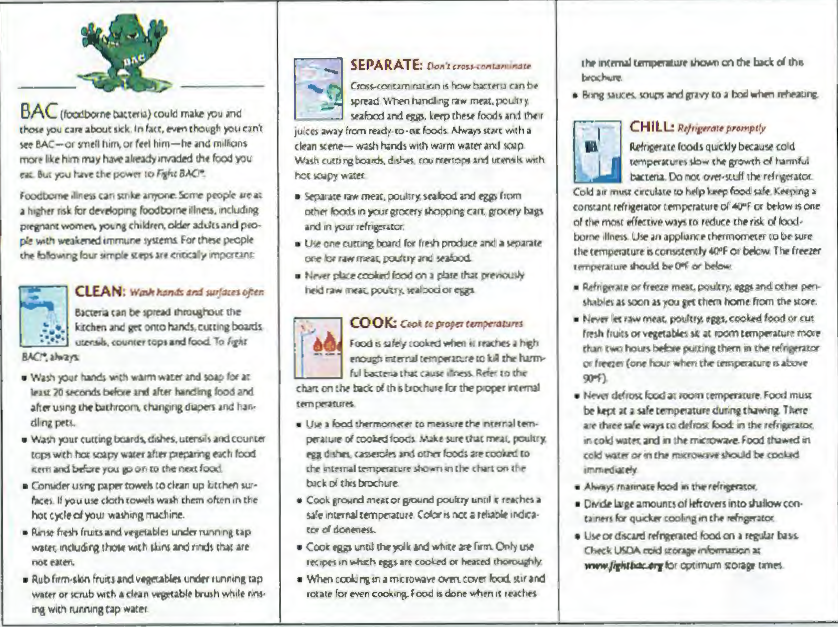 BAC
BAC (foodborne bacteria) could make you and
those you care about sick. In fact, even though you can't
see BAC—or smell him, or feel him—he and millions
more like him may have already invaded the food you
eat. But you have the power to Fight BAC!™.
Foodborne illness can strike anyone. Some people are at
a higher risk for developing foodborne illness, including
pregnant women, young children, older adults and peo-
ple with weakened immune systems. For these people
the following four simple steps are critically important:
CLEAN: Wash hands and surfaces often
Bacteria can be spread throughout the
kitchen and get onto hands, cutting boards,
utensils, counter tops and food. To Fight
BAC!™, always:
■ Wash your hands with warm water and soap for at
least 20 seconds before and after handling food and
after using the bathroom, changing diapers and han-
dling pets.
■ Wash your cutting boards, dishes, utensils and counter
tops with hot soapy water after preparing each food
item and before you go on to the next food.
■ Consider using paper towels to clean up kitchen sur-
faces. If you use cloth towels wash them often in the
hot cycle of your washing machine.
■ Rinse fresh fruits and vegetables under running tap
water, including those with skins and rinds that are
not eaten.
■ Rub firm-skin fruits and vegetables under running tap
water or scrub with a clean vegetable brush while rins-
ing with running tap water.
SEPARATE: Don't cross-contaminate
Cross-contamination is how bacteria can be
spread. When handling raw meat, poultry,
seafood and eggs, keep these foods and their
juices away from ready-to-eat foods. Always start with a
clean scene— wash hands with warm water and soap.
Wash cutting boards, dishes, countertops and utensils with
hot soapy water.
■ Separate raw meat, poultry, seafood and eggs from
other foods in your grocery shopping cart, grocery bags
and in your refrigerator.
■ Use one cutting board for fresh produce and a separate
one for raw meat, poultry and seafood.
■ Never place cooked food on a plate that previously
held raw meat, poultry, seafood or eggs.
COOK: Cook to proper temperatures
Food is safely cooked when it reaches a high
enough internal temperature to kill the harm-
ful bacteria that cause illness. Refer to the
chart on the back of this brochure for the proper internal
temperatures.
■ Use a food thermometer to measure the internal tem-
perature of cooked foods. Make sure that meat, poultry,
egg dishes, casseroles and other foods are cooked to
the internal temperature shown in the chart on the
back of this brochure.
■ Cook ground meat or ground poultry until it reaches a
safe internal temperature. Color is not a reliable indica-
tor of doneness.
■ Cook eggs until the yolk and white are firm. Only use
recipes in which eggs are cooked or heated thoroughly.
■ When cooking in a microwave oven, cover food, stir and
rotate for even cooking. Food is done when it reaches
the internal temperature shown on the back of this
brochure.
■ Bring sauces, soups and gravy to a boil when reheating.
CHILL: Refrigerate promptly
Refrigerate foods quickly because cold
temperatures slow the growth of harmful
bacteria. Do not over-stuff the refrigerator.
Cold air must circulate to help keep food safe. Keeping a
constant refrigerator temperature of 40°F or below is one
of the most effective ways to reduce the risk of food-
borne illness. Use an appliance thermometer to be sure
the temperature is consistently 40°F or below. The freezer
temperature should be 0°F or below.
■ Refrigerate or freeze meat, poultry, eggs and other per-
ishables as soon as you get them home from the store.
■ Never let raw meat, poultry, eggs, cooked food or cut
fresh fruits or vegetables sit at room temperature more
than two hours before putting them in the refrigerator
or freezer (one hour when the temperature is above
90°F).
■ Never defrost food at room temperature. Food must
be kept at a safe temperature during thawing. There
are three safe ways to defrost food: in the refrigerator,
in cold water, and in the microwave. Food thawed in
cold water or in the microwave should be cooked
immediately.
■ Always marinate food in the refrigerator.
■ Divide large amounts of leftovers into shallow con-
tainers for quicker cooling in the refrigerator.
■ Use or discard refrigerated food on a regular basis.
Check USDA cold storage information at
www.fightbac.org for optimum storage times.